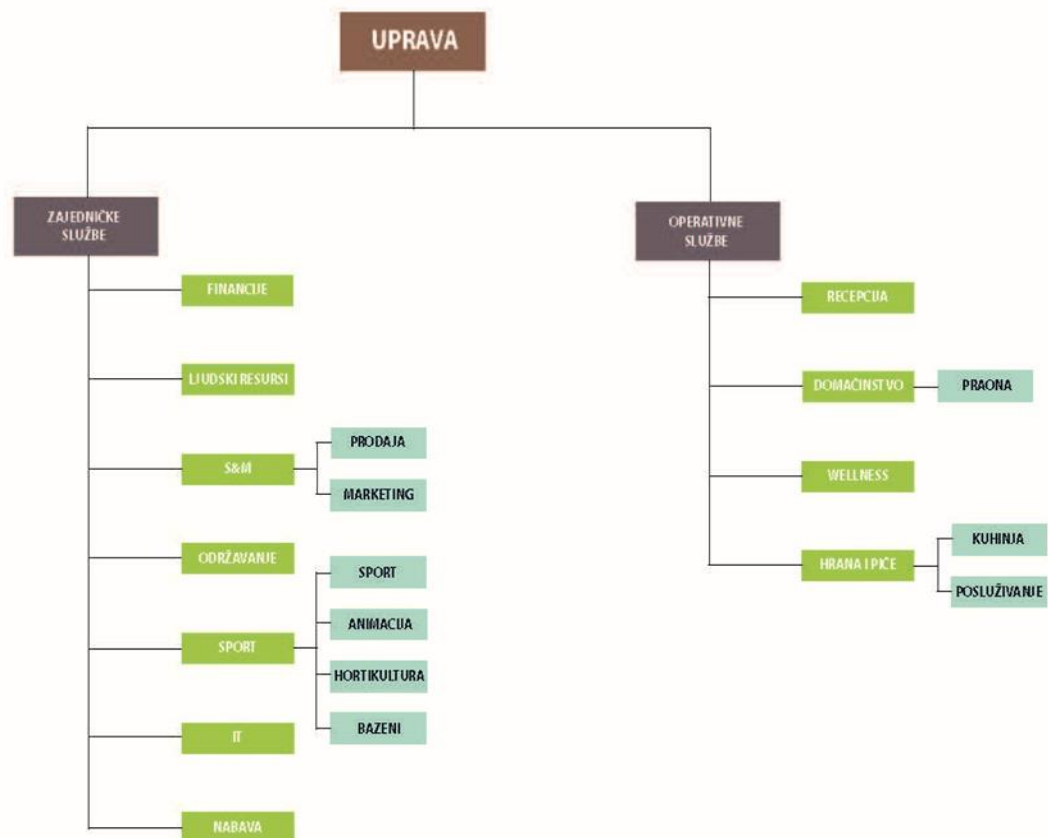 UPRAVA
ZAJEDNIČKE
SLUŽBE
FINANCIJE
LJUDSKI RESURSI
S&M
PRODAJA
MARKETING
ODRŽAVANJE
SPORT
SPORT
ANIMACIJA
HORTIKULTURA
BAZENI
IT
NABAVA
OPERATIVNE
SLUŽBE
RECEPCIJA
DOMAĆINSTVO
PRAONA
WELLNESS
HRANA I PIĆE
KUHINJA
POSLUŽIVANJE